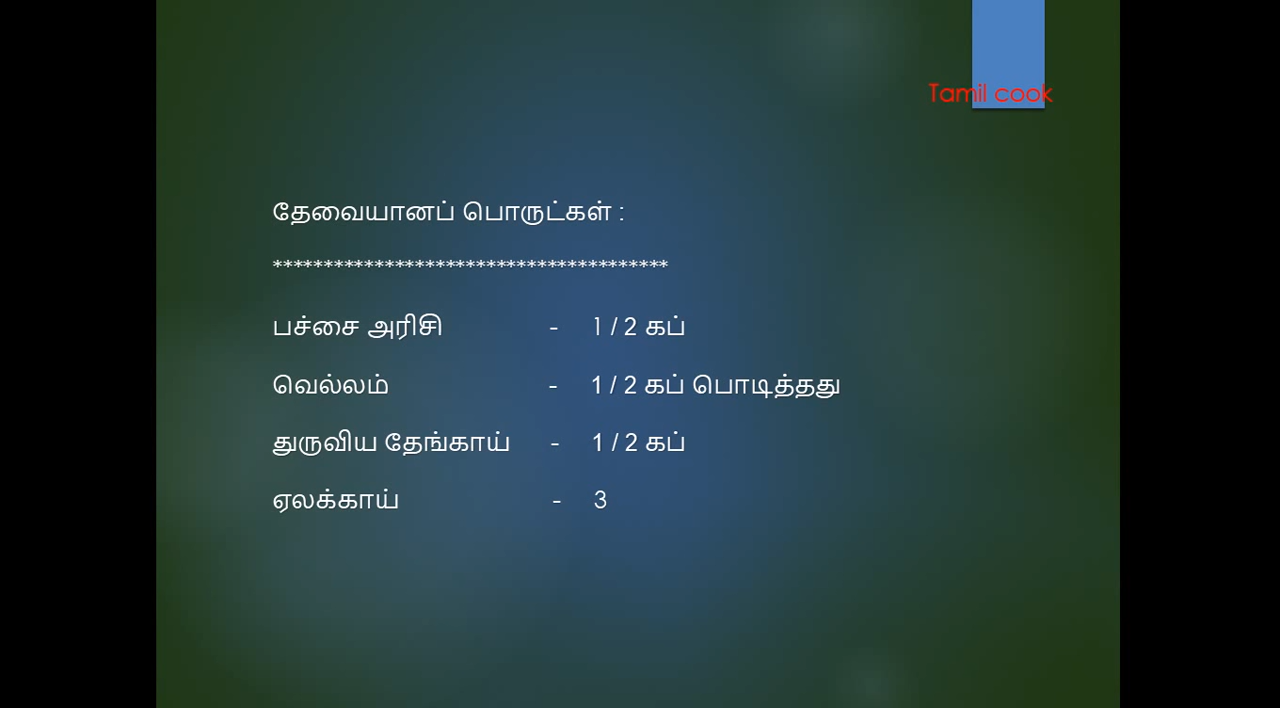 Tamil cook
தேவையானப் பொருட்கள் :
***************************************
பச்சை அரிசி - 1 / 2 கப்
வெல்லம் - 1 / 2 கப் பொடித்தது
துருவிய தேங்காய் - 1 / 2 கப்
ஏலக்காய் - 3